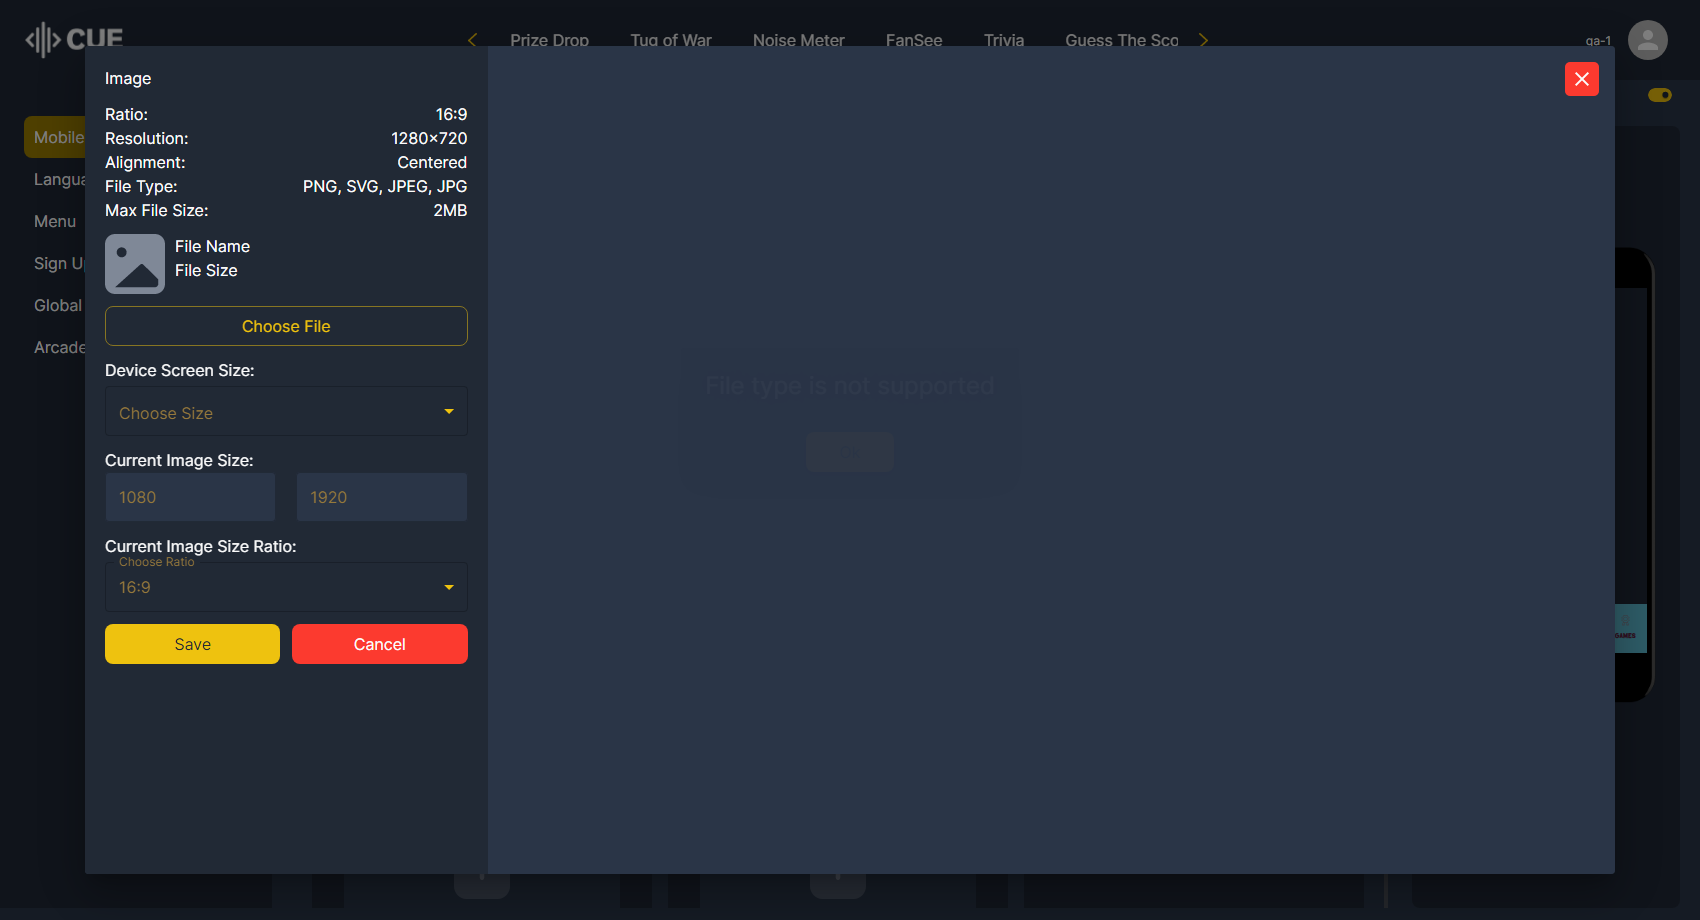 CUE
Prize Drop
Tug of War
Noise Meter
FanSee
Trivia
Guess The Sco
qa-1
Mobile
Langua
Menu
Sign U
Global
Arcade
Image
Ratio: 16:9
Resolution: 1280×720
Alignment: Centered
File Type: PNG, SVG, JPEG, JPG
Max File Size: 2MB
File Name
File Size
Choose File
Device Screen Size:
Choose Size
Current Image Size:
1080 1920
Current Image Size Ratio:
Choose Ratio
16:9
Save
Cancel
File type is not supported
GAMES